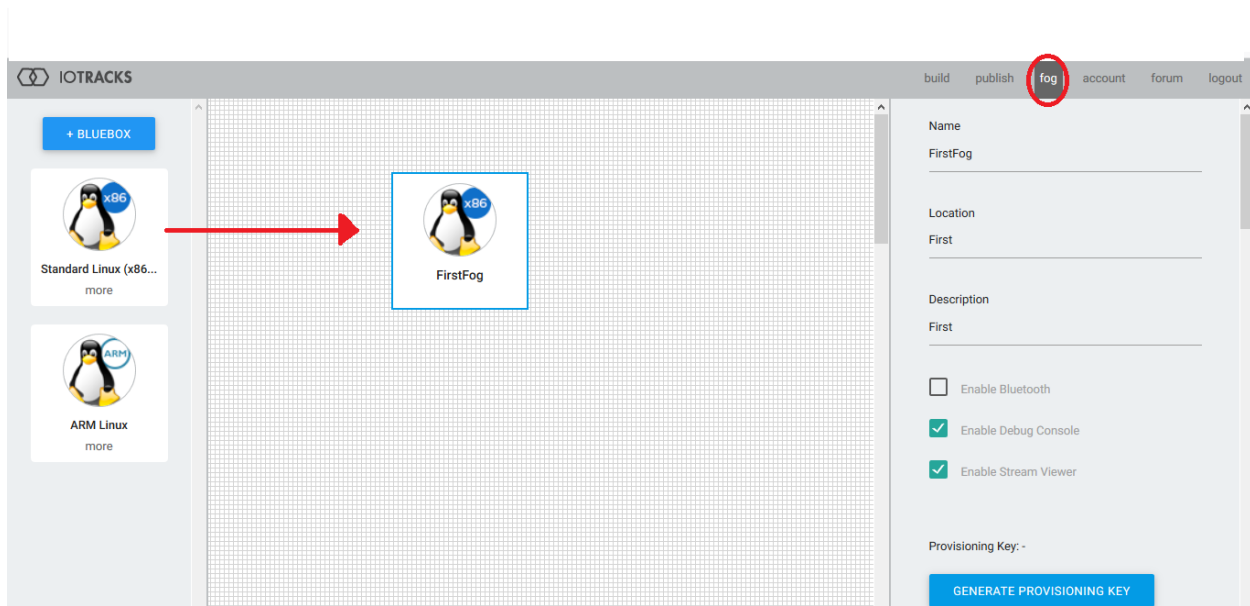 IOTRACKS
build publish fog account forum logout
+ BLUEBOX
x86
Standard Linux (x86...
more
ARM
ARM Linux
more
x86
FirstFog
Name
FirstFog
Location
First
Description
First
Enable Bluetooth
Enable Debug Console
Enable Stream Viewer
Provisioning Key: -
GENERATE PROVISIONING KEY